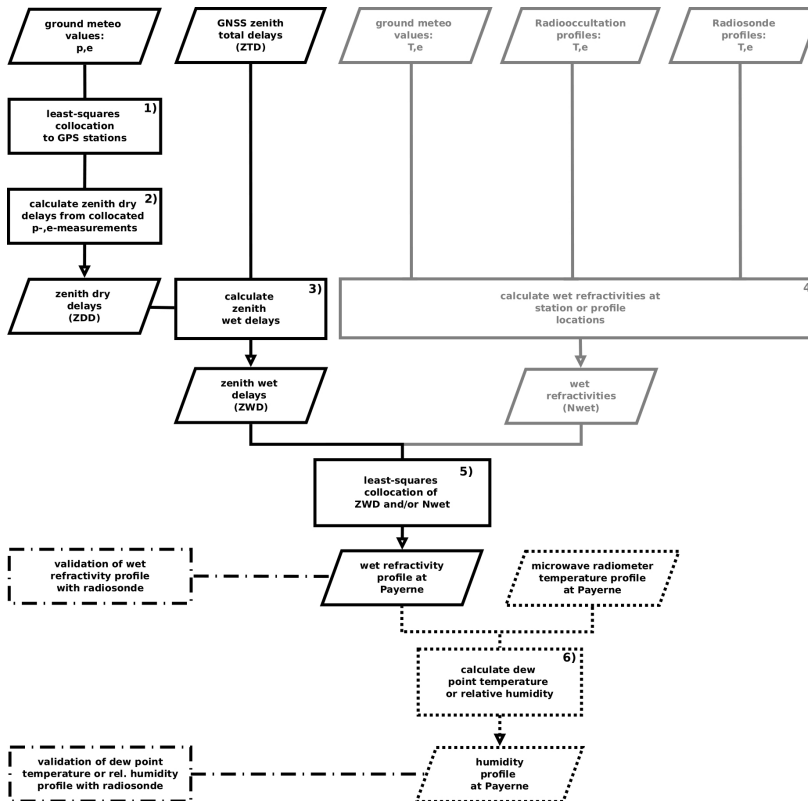 ground meteo
values:
p,e
GNSS zenith
total delays
(ZTD)
ground meteo
values:
T,e
Radiooccultation
profiles:
T,e
Radiosonde
profiles:
T,e
1)
least-squares
collocation
to GPS stations
2)
calculate zenith dry
delays from collocated
p-,e-measurements
zenith dry
delays
(ZDD)
3)
calculate
zenith
wet delays
4
calculate wet refractivities at
station or profile
locations
zenith wet
delays
(ZWD)
wet
refractivities
(Nwet)
5)
least-squares
collocation of
ZWD and/or Nwet
validation of wet
refractivity profile
with radiosonde
wet refractivity
profile at
Payerne
microwave radiometer
temperature profile
at Payerne
6)
calculate dew
point temperature
or relative humidity
validation of dew point
temperature or rel. humidity
profile with radiosonde
humidity
profile
at Payerne